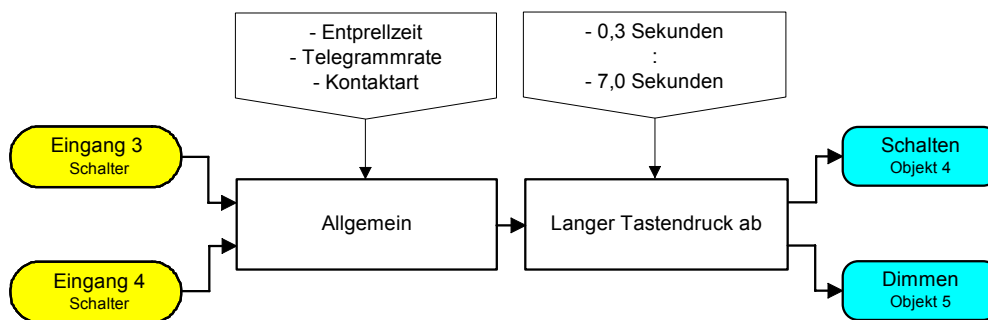 - Entprellzeit
- Telegrammrate
- Kontaktart
- 0,3 Sekunden
:
- 7,0 Sekunden
Eingang 3
Schalter
Eingang 4
Schalter
Allgemein
Langer Tastendruck ab
Schalten
Objekt 4
Dimmen
Objekt 5